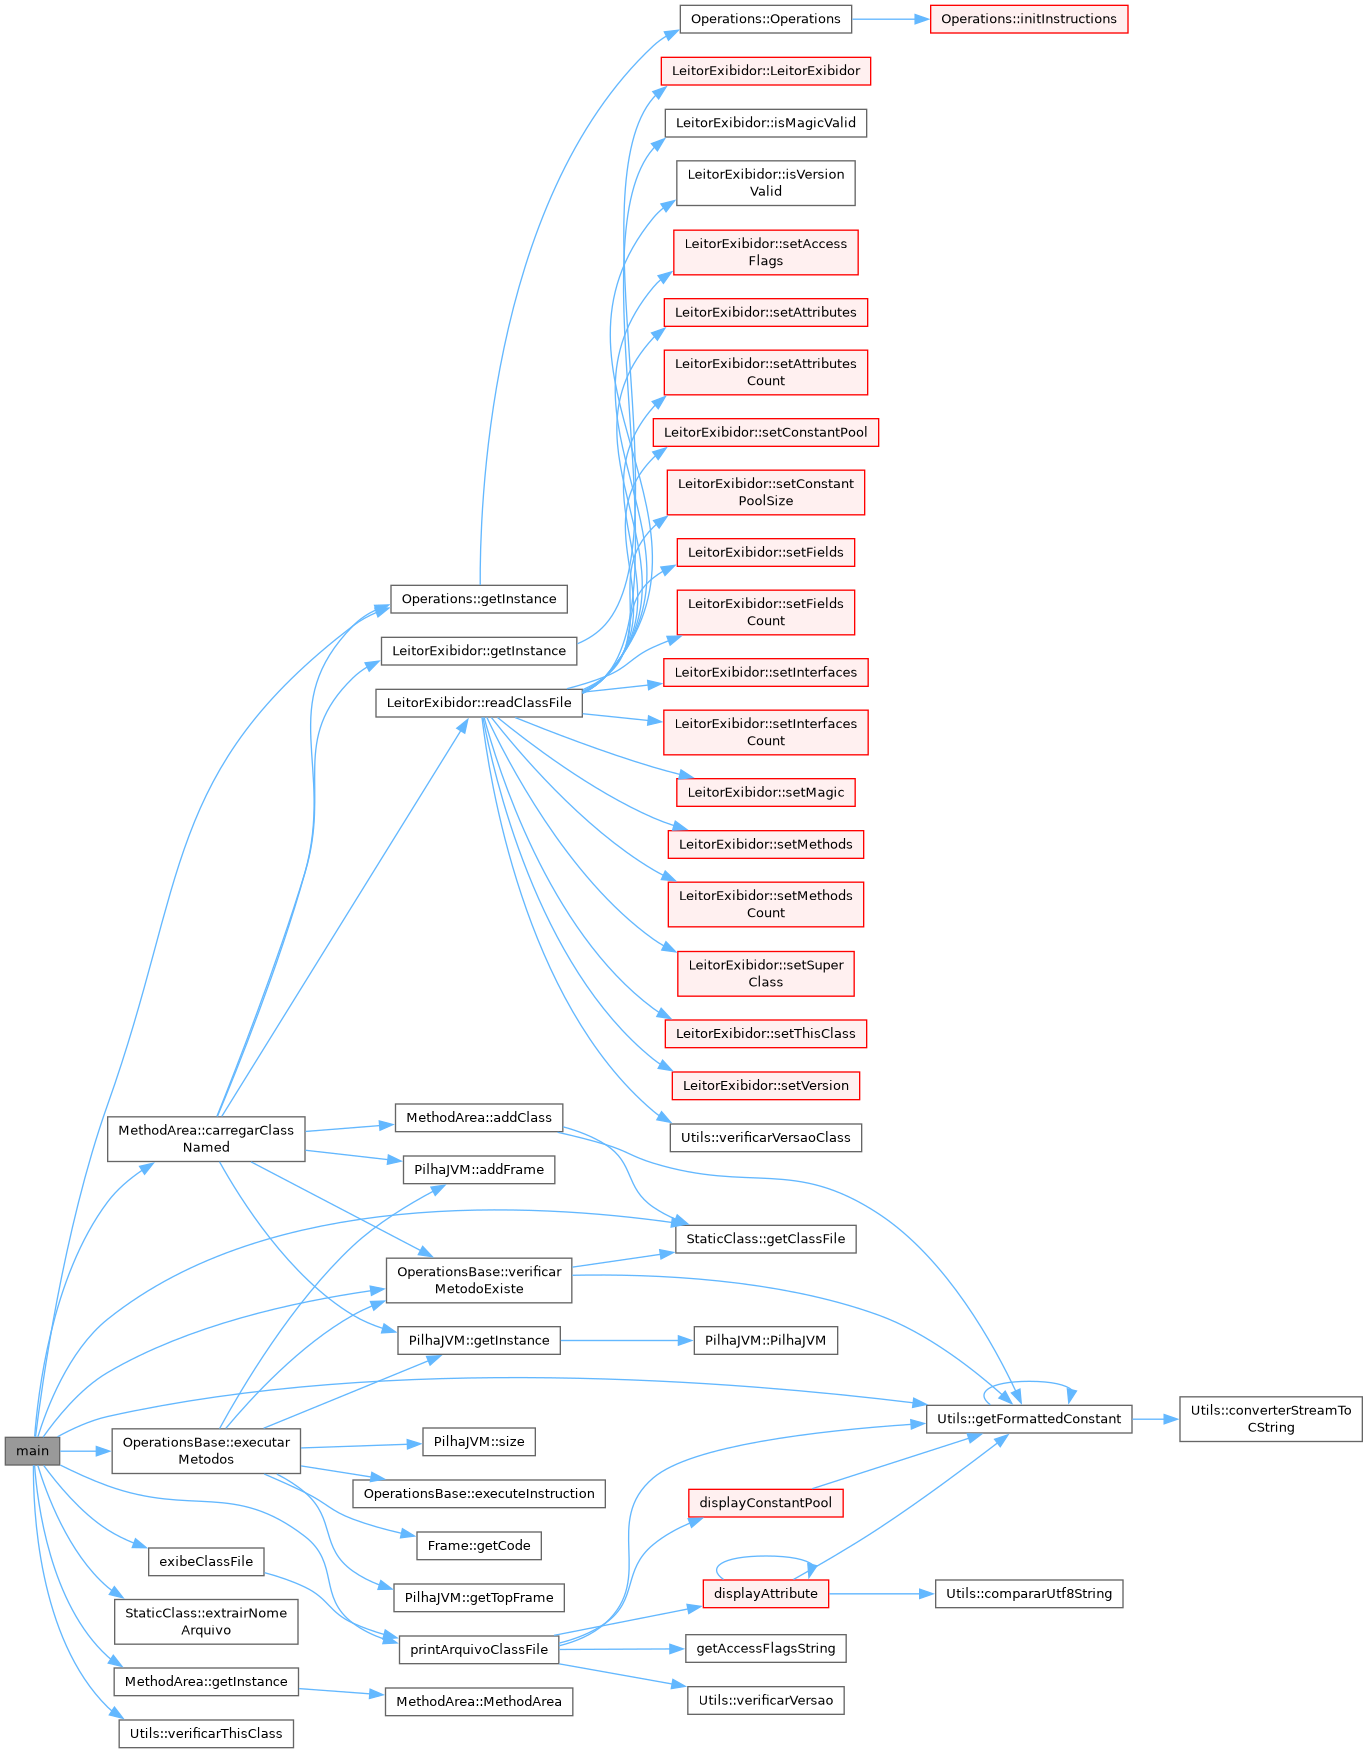 Operations::Operations
Operations::initInstructions
LeitorExibidor::LeitorExibidor
LeitorExibidor::isMagicValid
LeitorExibidor::isVersion
Valid
LeitorExibidor::setAccess
Flags
LeitorExibidor::setAttributes
LeitorExibidor::setAttributes
Count
LeitorExibidor::setConstantPool
LeitorExibidor::setConstant
PoolSize
LeitorExibidor::setFields
Operations::getInstance
LeitorExibidor::setFields
Count
LeitorExibidor::getInstance
LeitorExibidor::setInterfaces
LeitorExibidor::readClassFile
LeitorExibidor::setInterfaces
Count
LeitorExibidor::setMagic
LeitorExibidor::setMethods
LeitorExibidor::setMethods
Count
LeitorExibidor::setSuper
Class
LeitorExibidor::setThisClass
LeitorExibidor::setVersion
MethodArea::carregarClass
Named
MethodArea::addClass
Utils::verificarVersaoClass
PilhaJVM::addFrame
StaticClass::getClassFile
OperationsBase::verificar
MetodoExiste
PilhaJVM::getInstance
PilhaJVM::PilhaJVM
Utils::getFormattedConstant
Utils::converterStreamTo
CString
main
OperationsBase::executar
Metodos
PilhaJVM::size
OperationsBase::executeInstruction
displayConstantPool
Frame::getCode
exibeClassFile
PilhaJVM::getTopFrame
displayAttribute
Utils::compararUtf8String
StaticClass::extrairNome
Arquivo
printArquivoClassFile
getAccessFlagsString
MethodArea::getInstance
MethodArea::MethodArea
Utils::verificarVersao
Utils::verificarThisClass